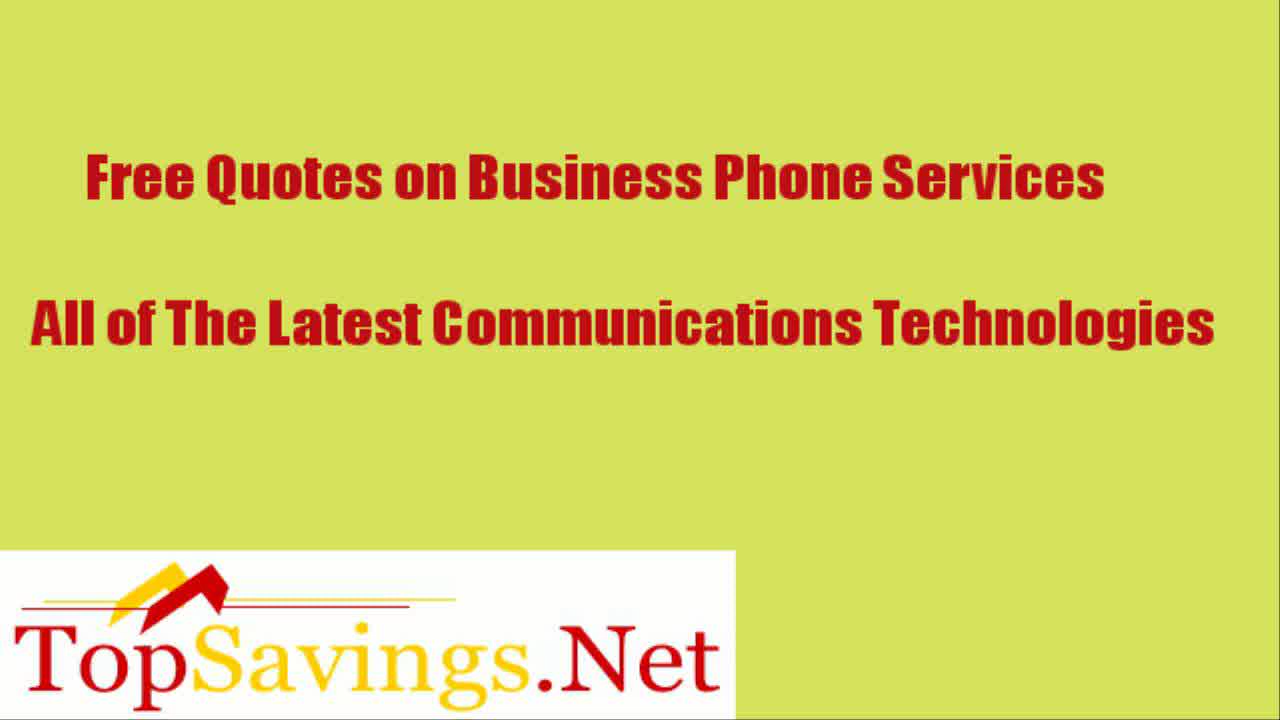 Free Quotes on Business Phone Services
All of The Latest Communications Technologies
TopSavings.Net